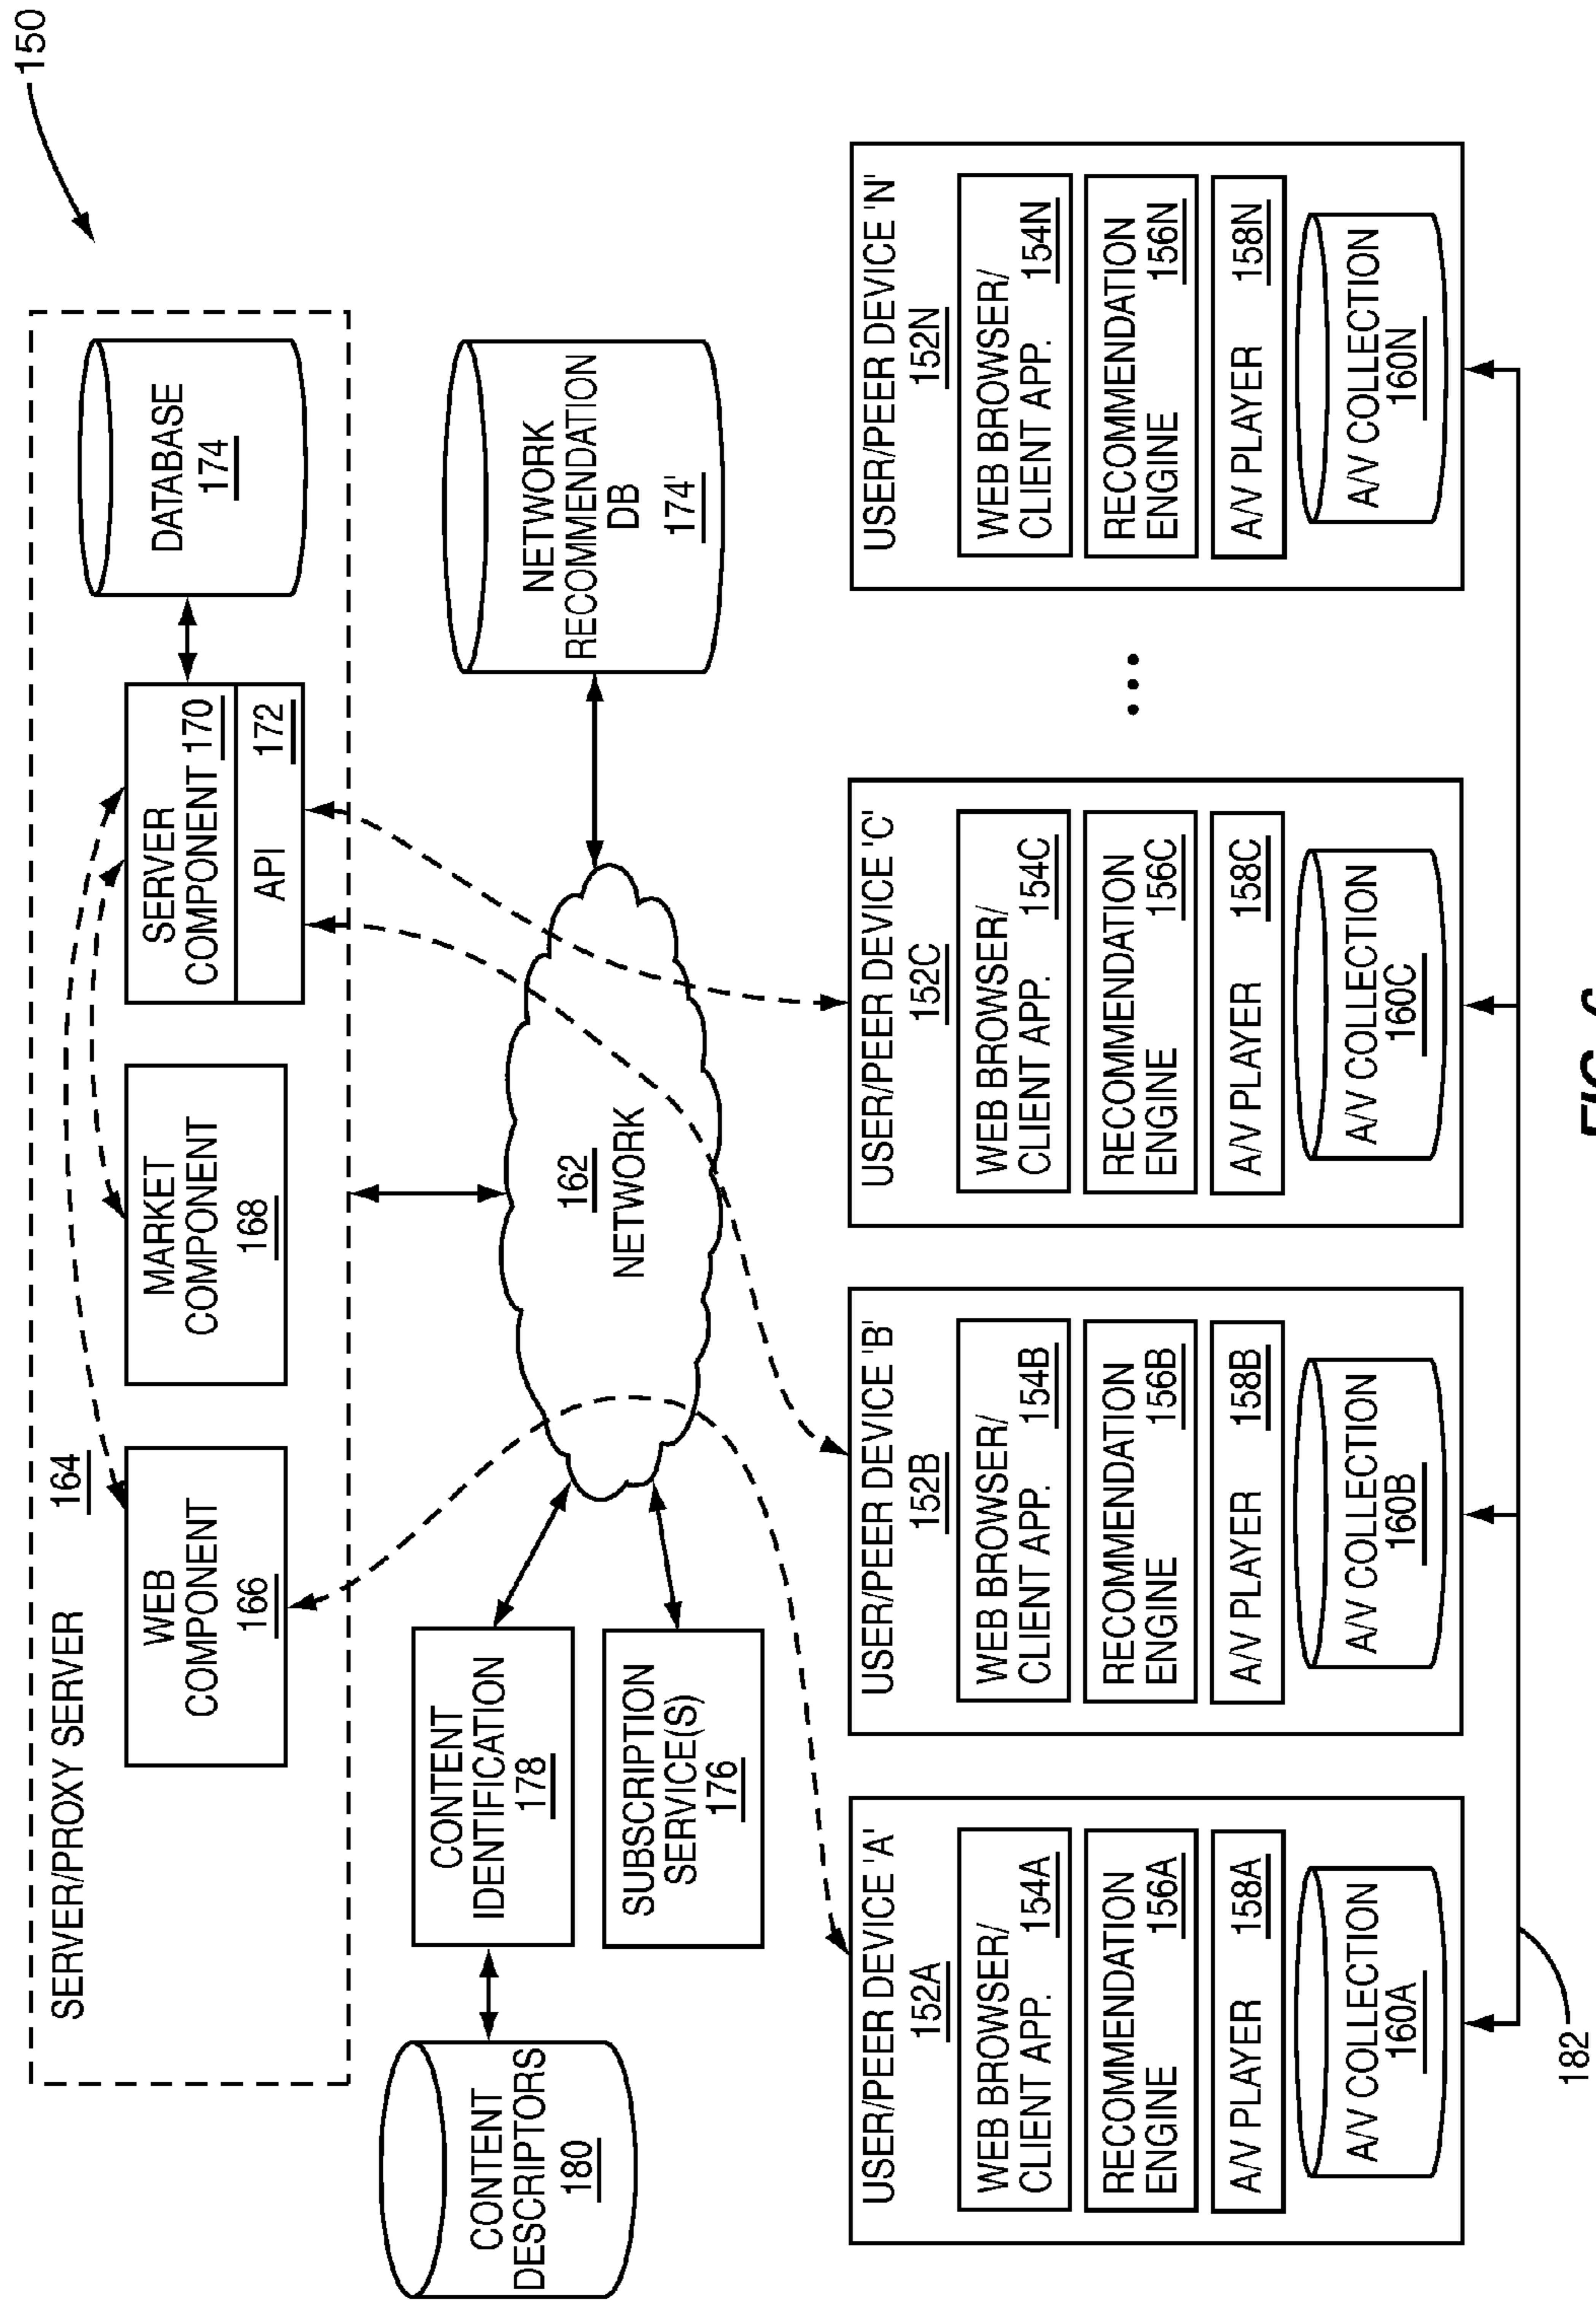 150
SERVER/PROXY SERVER
164
WEB
COMPONENT
166
MARKET
COMPONENT
168
SERVER
COMPONENT 170
API 172
DATABASE
174
CONTENT
DESCRIPTORS
180
CONTENT
IDENTIFICATION
178
SUBSCRIPTION
SERVICE(S)
176
162
NETWORK
NETWORK
RECOMMENDATION
DB
174'
USER/PEER DEVICE 'A'
152A
WEB BROWSER/
CLIENT APP. 154A
RECOMMENDATION
ENGINE 156A
A/V PLAYER 158A
A/V COLLECTION
160A
USER/PEER DEVICE 'B'
152B
WEB BROWSER/
CLIENT APP. 154B
RECOMMENDATION
ENGINE 156B
A/V PLAYER 158B
A/V COLLECTION
160B
USER/PEER DEVICE 'C'
152C
WEB BROWSER/
CLIENT APP. 154C
RECOMMENDATION
ENGINE 156C
A/V PLAYER 158C
A/V COLLECTION
160C
...
USER/PEER DEVICE 'N'
152N
WEB BROWSER/
CLIENT APP. 154N
RECOMMENDATION
ENGINE 156N
A/V PLAYER 158N
A/V COLLECTION
160N
182